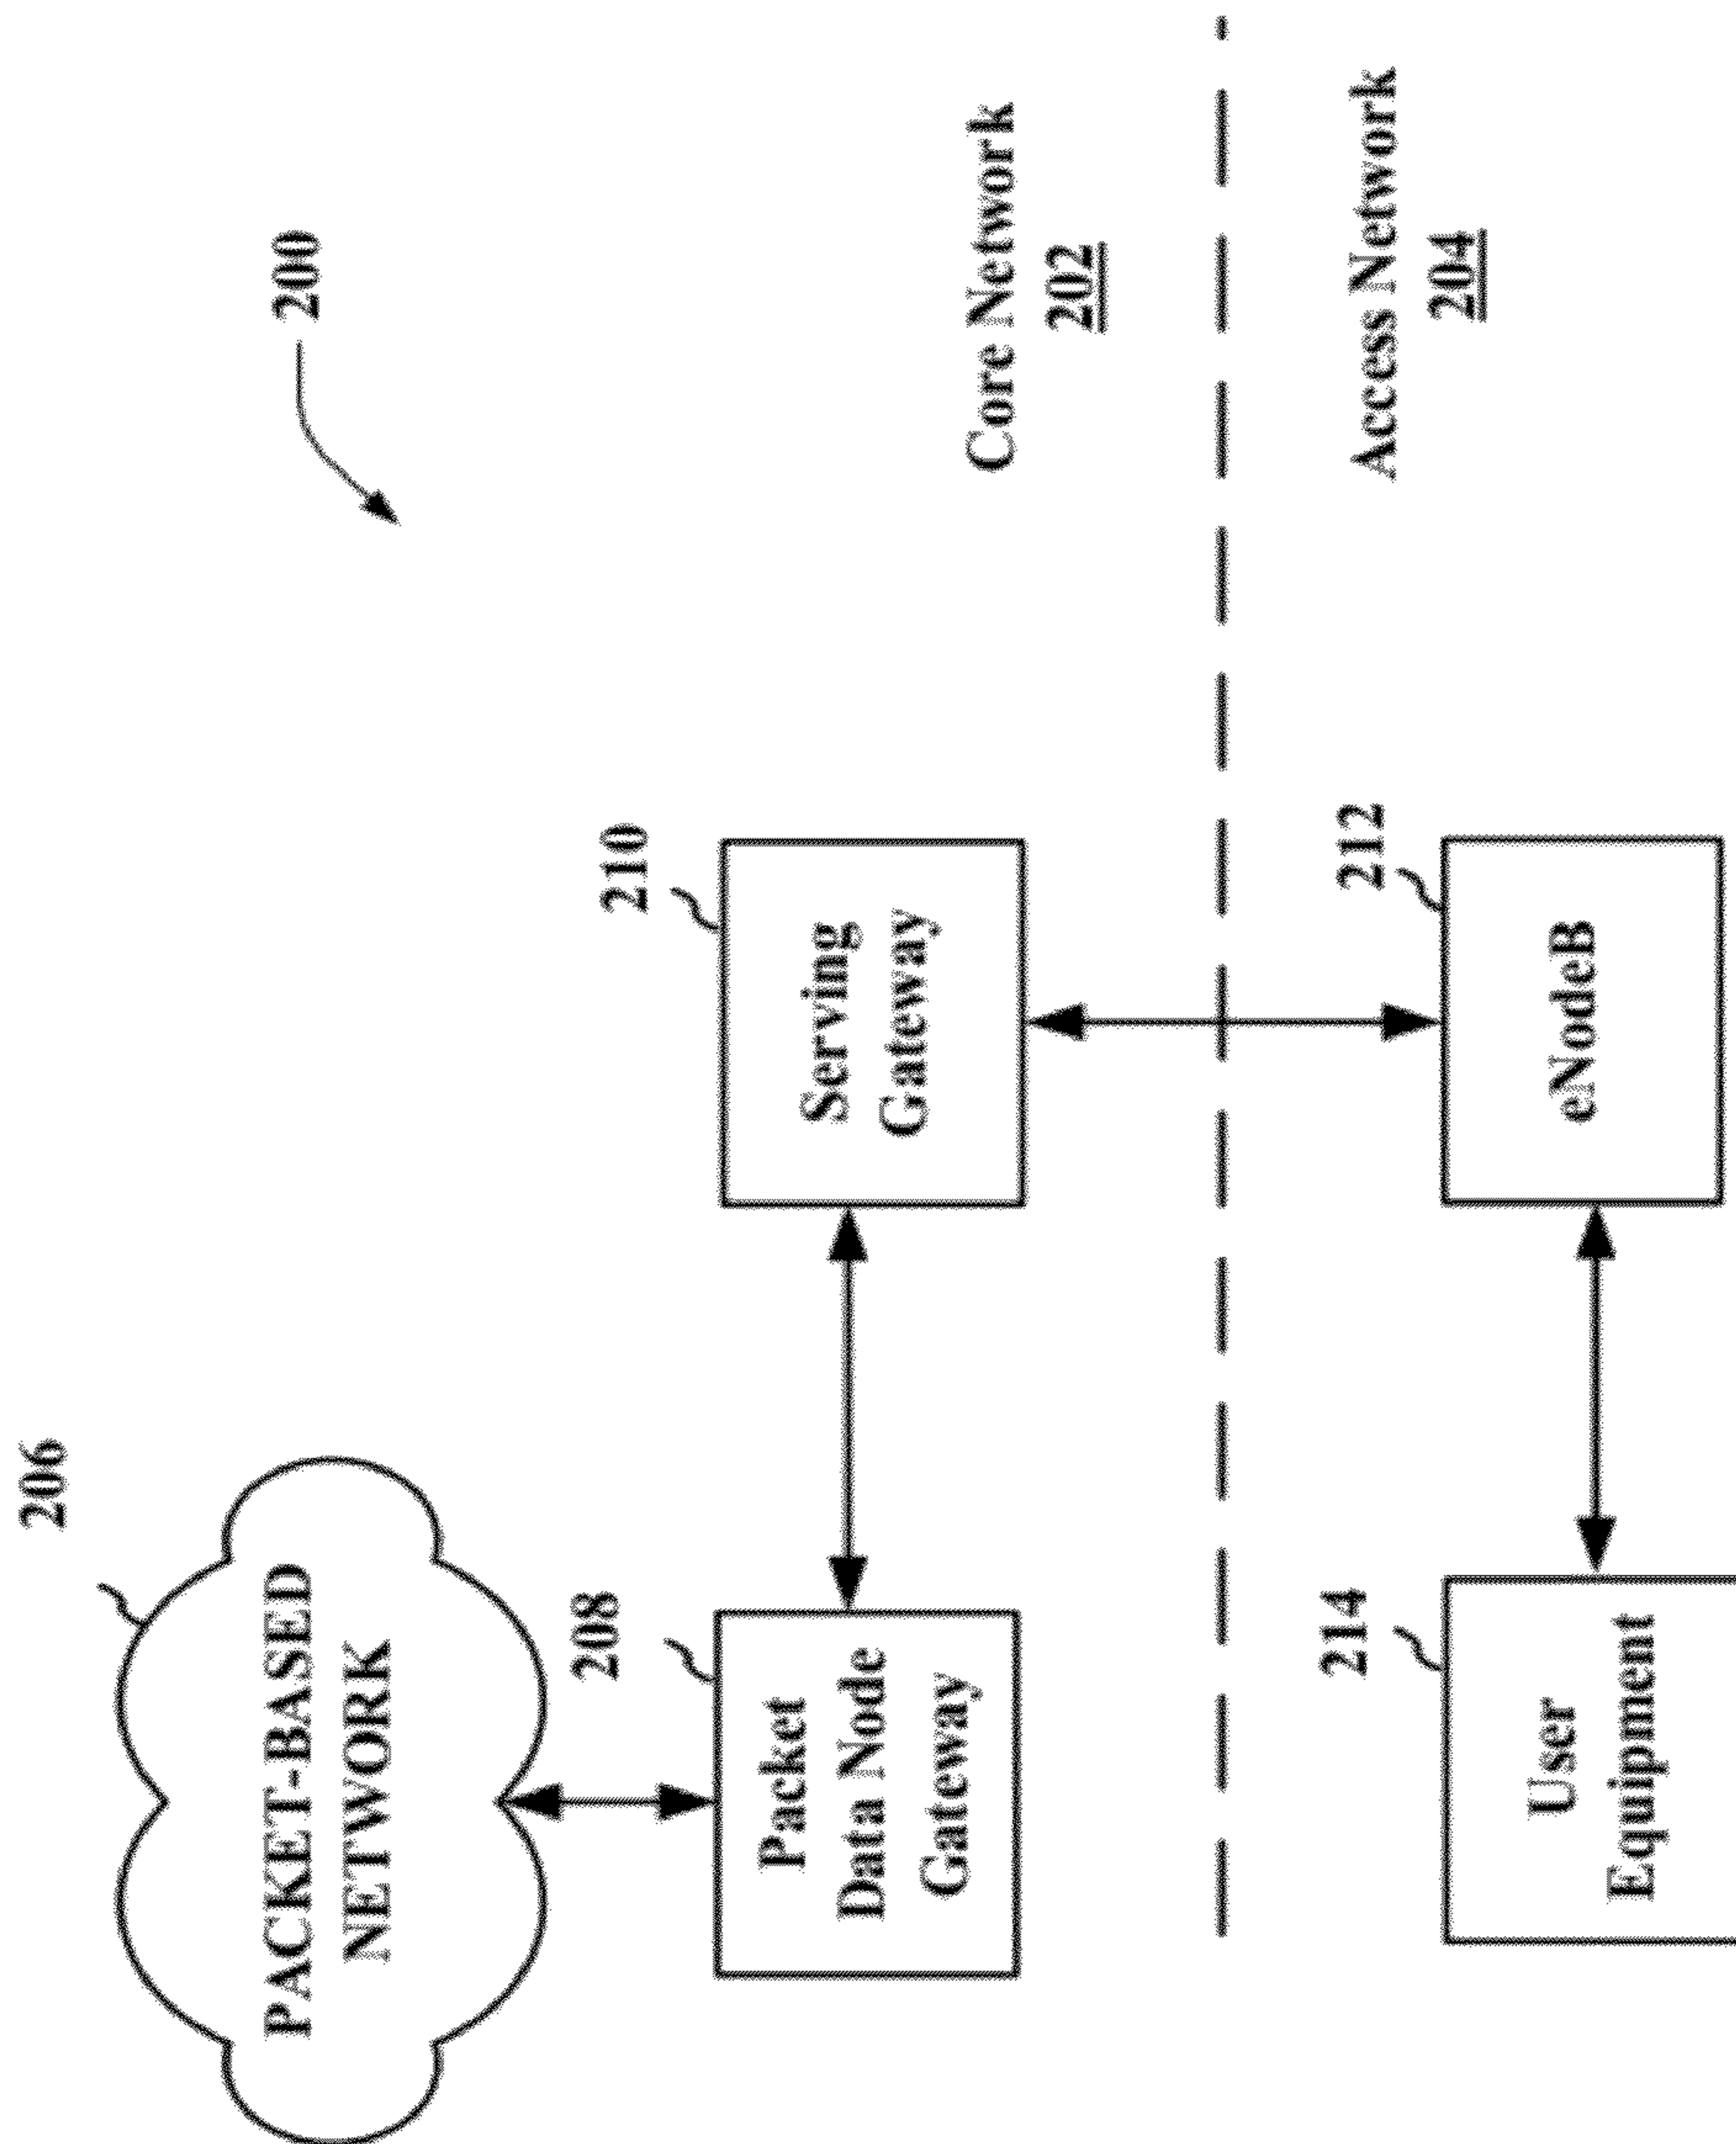 200
206
PACKET-BASED
NETWORK
208
Packet
Data Node
Gateway
210
Serving
Gateway
Core Network
202
Access Network
204
214
User
Equipment
212
eNodeB